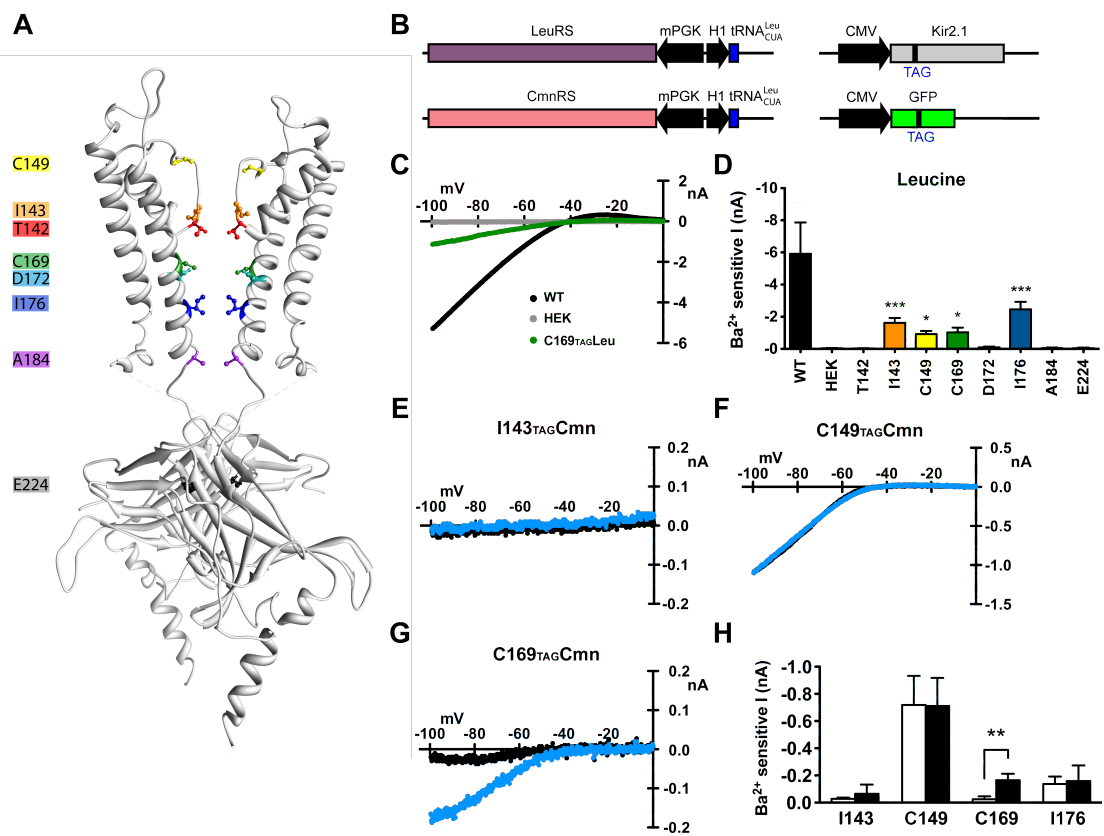 A
C149
I143
T142
C169
D172
I176
A184
E224
B
LeuRS
mPGK
H1 tRNA Leu CUA
CMV
Kir2.1
TAG
CmnRS
mPGK
H1 tRNA Leu CUA
CMV
GFP
TAG
C
mV
nA
-100 -80 -60 -40 -20
2
0
-2
-4
-6
WT
HEK
C169TAGLeu
D
Leucine
Ba2+ sensitive I (nA)
-10
-8
-6
-4
-2
-0
***
*
*
***
WT
HEK
T142
I143
C149
C169
D172
I176
A184
E224
E
I143TAGCmn
mV
nA
-100 -80 -60 -40 -20
0.2
0.1
0.0
-0.1
-0.2
F
C149TAGCmn
mV
nA
-100 -80 -60 -40 -20
0.5
0.0
-0.5
-1.0
-1.5
G
C169TAGCmn
mV
nA
-100 -80 -60 -40 -20
0.2
0.1
0.0
-0.1
-0.2
H
Ba2+ sensitive I (nA)
-1.0
-0.8
-0.6
-0.4
-0.2
0.0
**
I143 C149 C169 I176